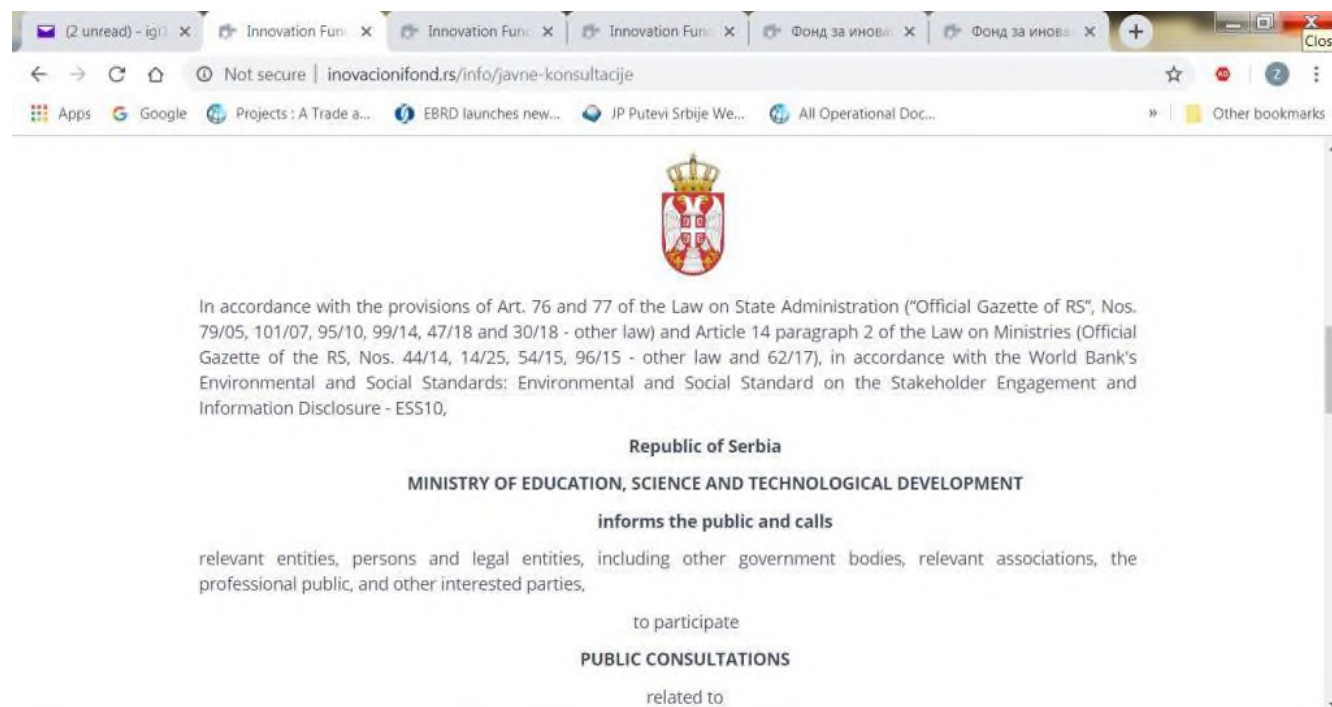 (2 unread) - igr
Innovation Fun
Innovation Func
Innovation Func
Фонд за инова
Фонд за инова
Clos
Not secure | inovacionifond.rs/info/javne-konsultacije
Z
Apps Google Projects : A Trade a... EBRD launches new... JP Putevi Srbije We... All Operational Doc... » Other bookmarks
In accordance with the provisions of Art. 76 and 77 of the Law on State Administration (“Official Gazette of RS”, Nos.
79/05, 101/07, 95/10, 99/14, 47/18 and 30/18 - other law) and Article 14 paragraph 2 of the Law on Ministries (Official
Gazette of the RS, Nos. 44/14, 14/25, 54/15, 96/15 - other law and 62/17), in accordance with the World Bank's
Environmental and Social Standards: Environmental and Social Standard on the Stakeholder Engagement and
Information Disclosure - ESS10,
Republic of Serbia
MINISTRY OF EDUCATION, SCIENCE AND TECHNOLOGICAL DEVELOPMENT
informs the public and calls
relevant entities, persons and legal entities, including other government bodies, relevant associations, the
professional public, and other interested parties,
to participate
PUBLIC CONSULTATIONS
related to